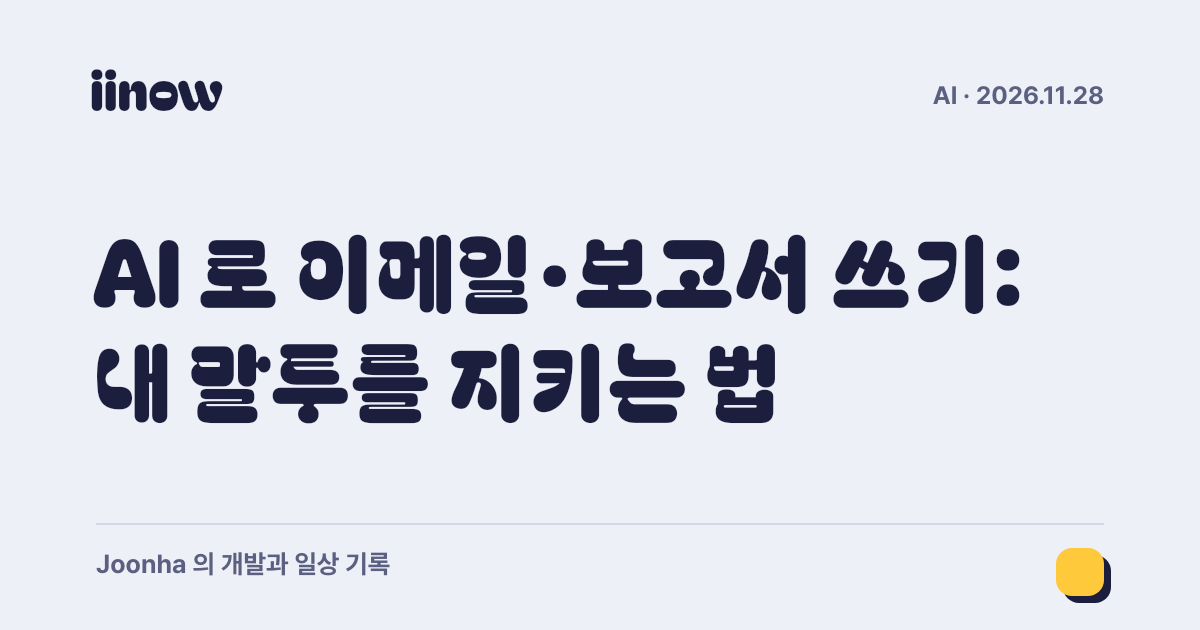 iinow
AI · 2026.11.28
AI 로 이메일·보고서 쓰기:
내 말투를 지키는 법
Joonha 의 개발과 일상 기록